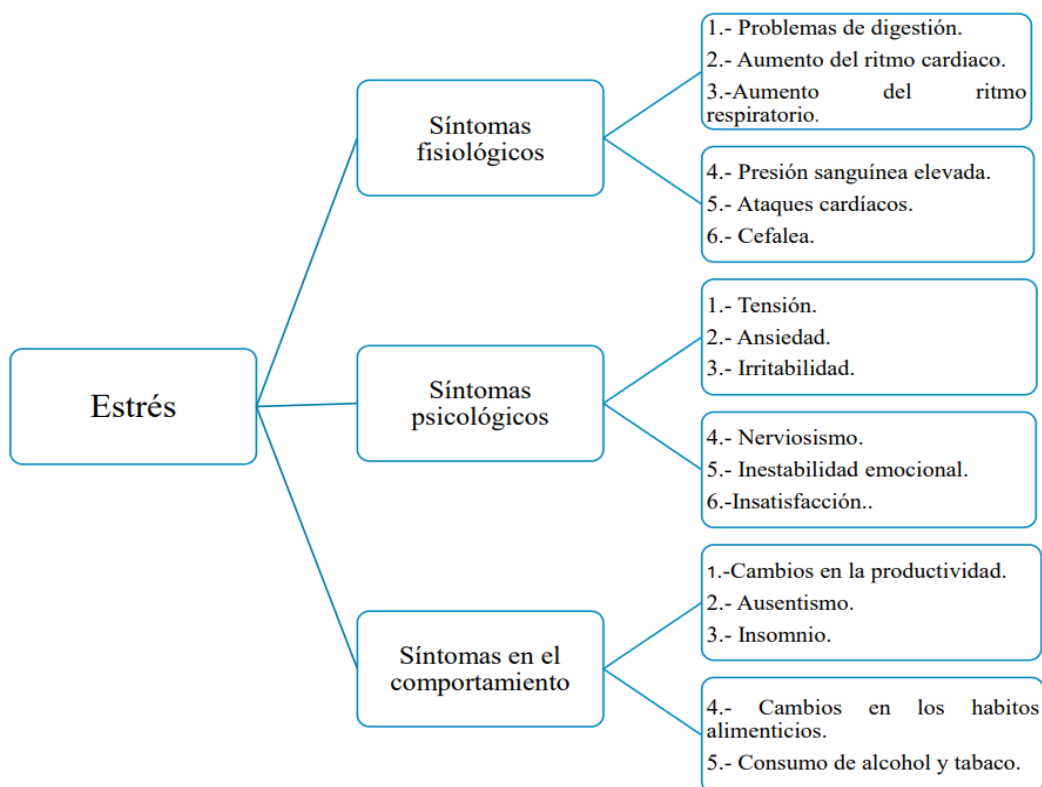 Estrés
Síntomas
fisiológicos
1.- Problemas de digestión.
2.- Aumento del ritmo cardiaco.
3.-Aumento del ritmo
respiratorio.
4.- Presión sanguínea elevada.
5.- Ataques cardíacos.
6.- Cefalea.
Síntomas
psicológicos
1.- Tensión.
2.- Ansiedad.
3.- Irritabilidad.
4.- Nerviosismo.
5.- Inestabilidad emocional.
6.-Insatisfacción..
Síntomas en el
comportamiento
1.-Cambios en la productividad.
2.- Ausentismo.
3.- Insomnio.
4.- Cambios en los habitos
alimenticios.
5.- Consumo de alcohol y tabaco.